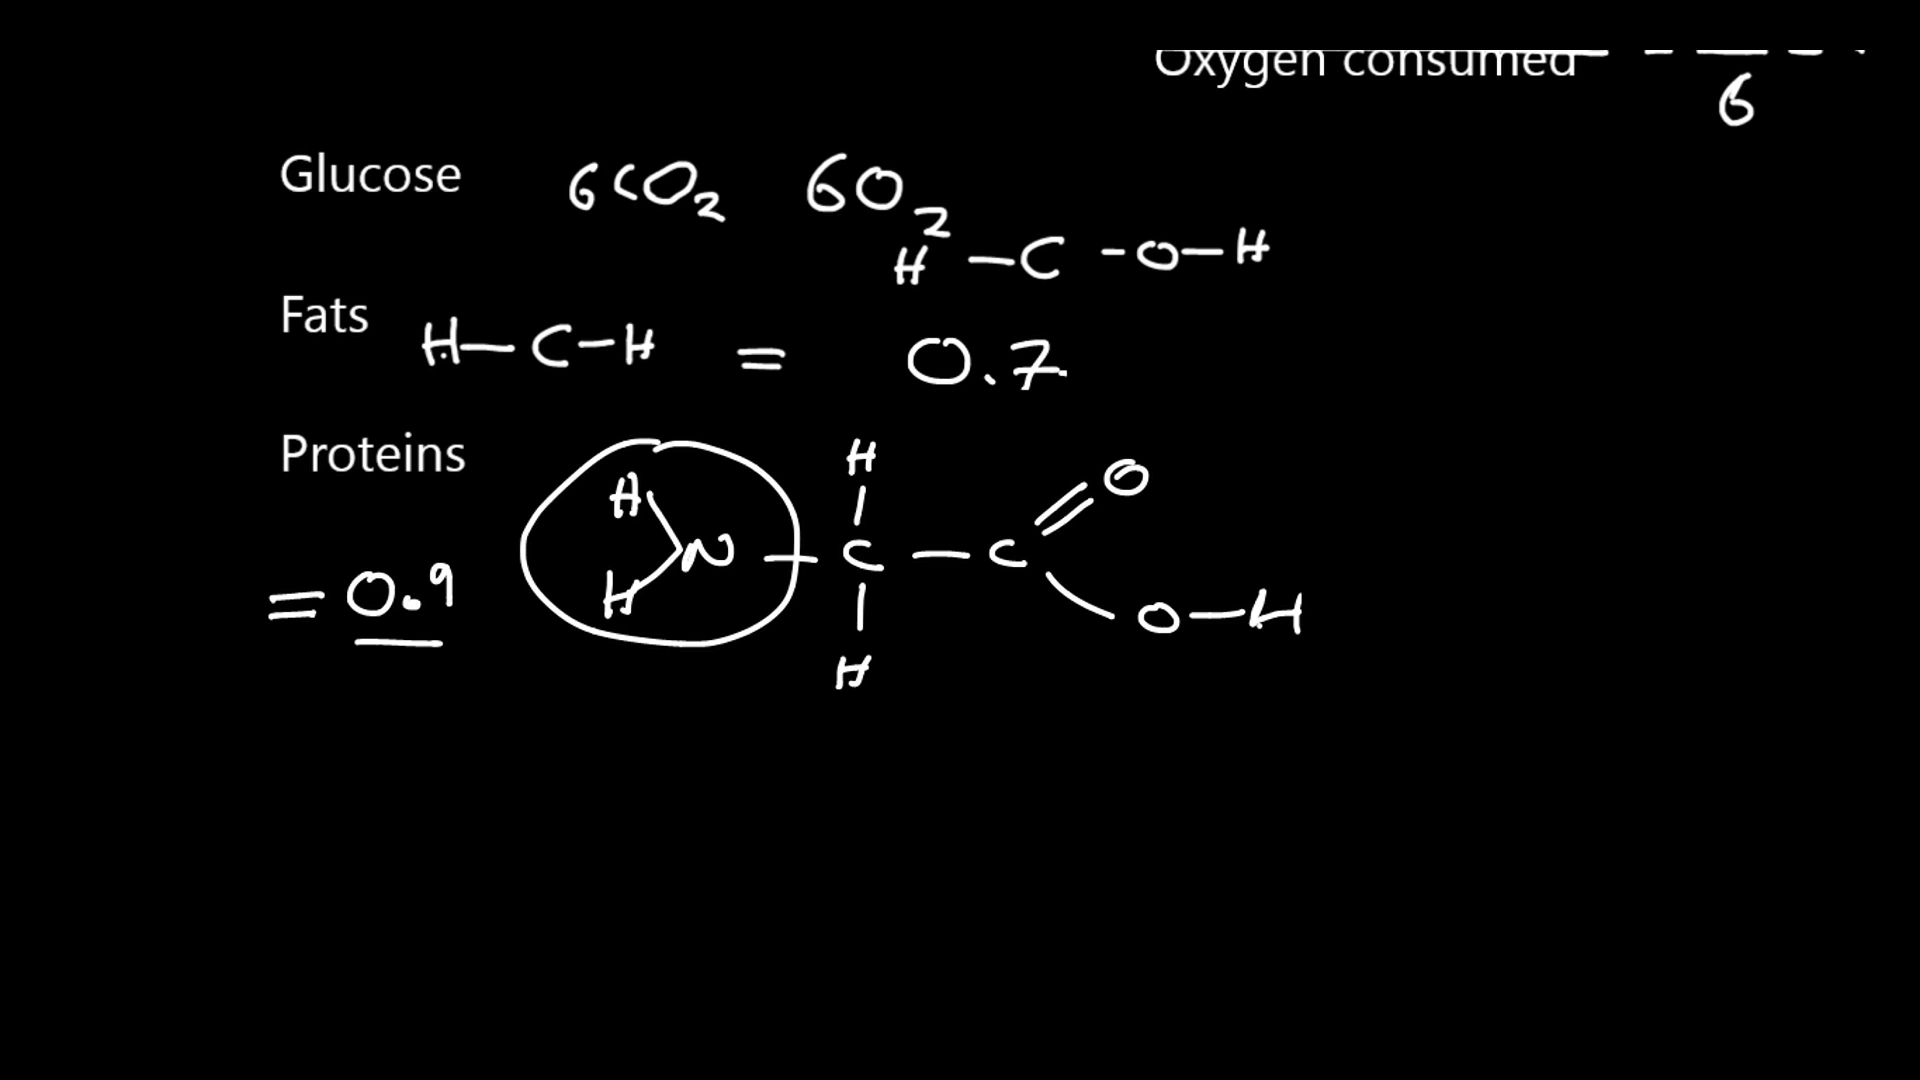 Oxygen consumed
6
Glucose 6CO2 6O2
H - C - O - H
Fats H - C - H = 0.7
Proteins
H
H
O
N - C - C
= 0.9
H
O - H
H